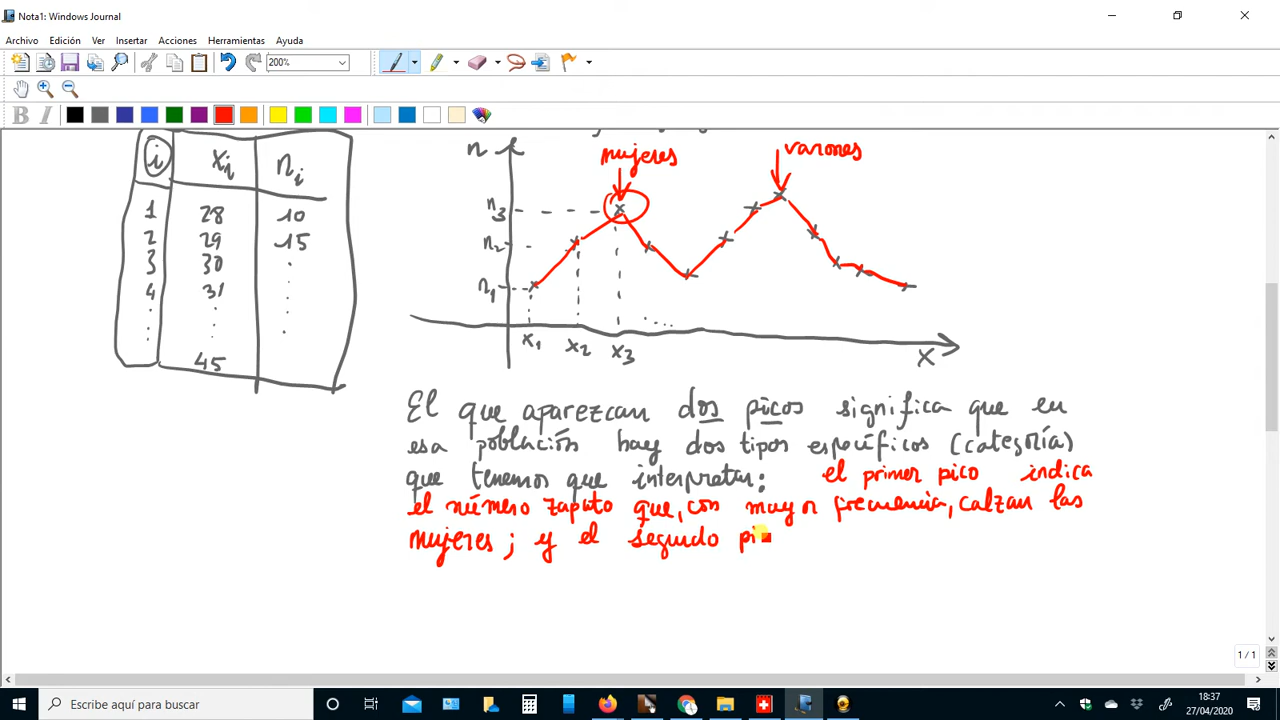 Nota1: Windows Journal
Archivo Edición Ver Insertar Acciones Herramientas Ayuda
200%
B I
i xi ni
1 28 10
2 29 15
3 30 .
4 31 .
. . .
. .
45
n
mujeres
varones
n3
n2
n1
x1 x2 x3
x
El que aparezcan dos picos significa que en
esa población hay dos tipos específicos (categoría)
que tenemos que interpretar: el primer pico indica
el número zapato que, con mayor frecuencia, calzan las
mujeres; y el segundo pi
1 / 1
Escribe aquí para buscar
18:37
27/04/2020